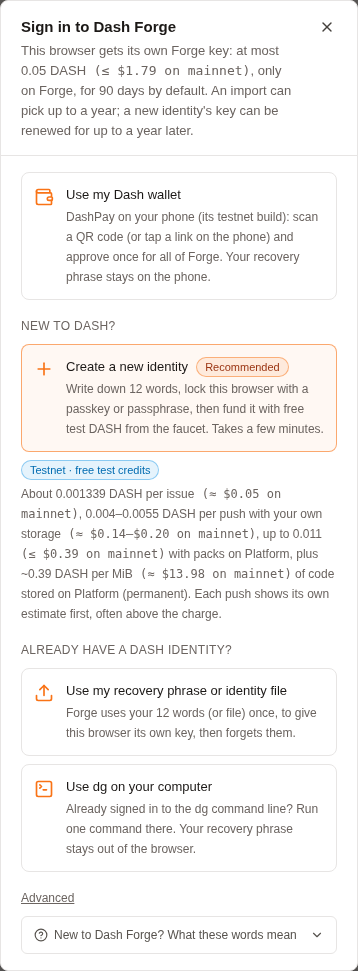 Sign in to Dash Forge
This browser gets its own Forge key: at most
0.05 DASH (≤ $1.79 on mainnet), only
on Forge, for 90 days by default. An import can
pick up to a year; a new identity's key can be
renewed for up to a year later.
Use my Dash wallet
DashPay on your phone (its testnet build): scan
a QR code (or tap a link on the phone) and
approve once for all of Forge. Your recovery
phrase stays on the phone.
NEW TO DASH?
Create a new identity Recommended
Write down 12 words, lock this browser with a
passkey or passphrase, then fund it with free
test DASH from the faucet. Takes a few minutes.
Testnet · free test credits
About 0.001339 DASH per issue (≈ $0.05 on
mainnet), 0.004–0.0055 DASH per push with your own
storage (≈ $0.14–$0.20 on mainnet), up to 0.011
(≤ $0.39 on mainnet) with packs on Platform, plus
~0.39 DASH per MiB (≈ $13.98 on mainnet) of code
stored on Platform (permanent). Each push shows its own
estimate first, often above the charge.
ALREADY HAVE A DASH IDENTITY?
Use my recovery phrase or identity file
Forge uses your 12 words (or file) once, to give
this browser its own key, then forgets them.
Use dg on your computer
Already signed in to the dg command line? Run
one command there. Your recovery phrase
stays out of the browser.
Advanced
New to Dash Forge? What these words mean